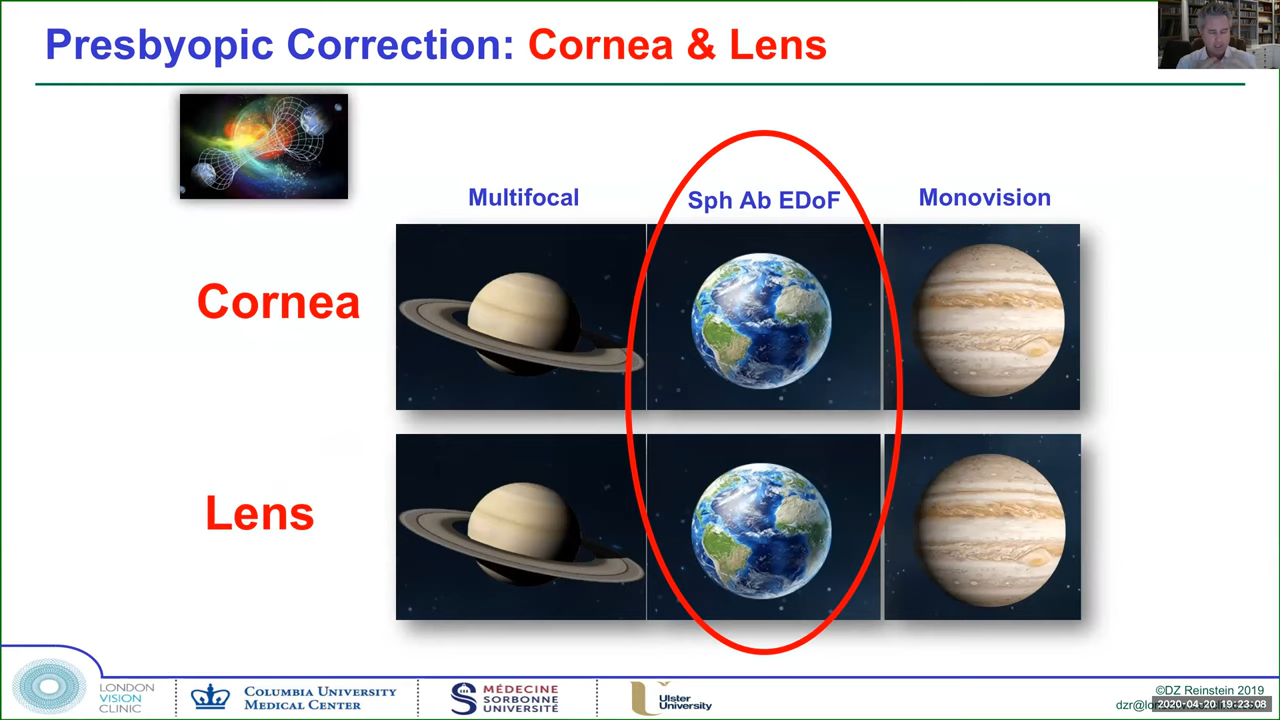 Presbyopic Correction: Cornea & Lens
Multifocal
Sph Ab EDoF
Monovision
Cornea
Lens
LONDON
VISION
CLINIC
COLUMBIA UNIVERSITY
MEDICAL CENTER
MÉDECINE
SORBONNE
UNIVERSITÉ
Ulster
University
©DZ Reinstein 2019
2020-04-20 19:23:08